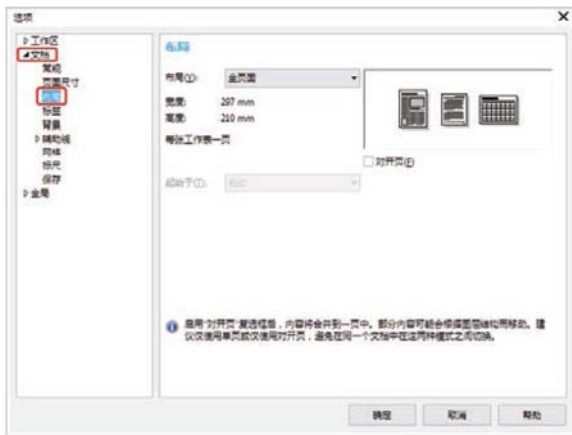 选项
工作区
文档
常规
页面尺寸
布局
标签
背景
辅助线
网格
标尺
保存
全局
布局
布局(Y): 全页面
宽度: 297 mm
高度: 210 mm
每张工作表一页
对开页(F)
起始于(T):
启用“对开页”复选框后，内容将合并到一页中。部分内容可能会根据图层结构而移动。建
议仅使用单页或仅使用对开页，避免在同一个文档中在这两种模式之间切换。
确定
取消
帮助